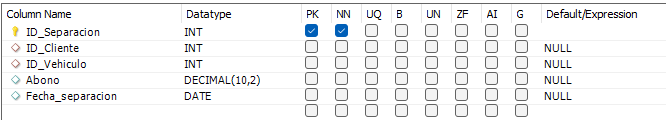 Column Name Datatype PK NN UQ B UN ZF AI G Default/Expression
ID_Separacion INT
ID_Cliente INT NULL
ID_Vehiculo INT NULL
Abono DECIMAL(10,2) NULL
Fecha_separacion DATE NULL